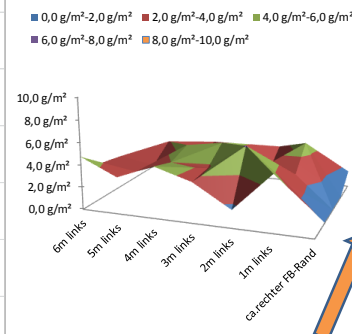 0,0 g/m²-2,0 g/m² 2,0 g/m²-4,0 g/m² 4,0 g/m²-6,0 g/m²
6,0 g/m²-8,0 g/m² 8,0 g/m²-10,0 g/m²
10,0 g/m²
8,0 g/m²
6,0 g/m²
4,0 g/m²
2,0 g/m²
0,0 g/m²
6m links
5m links
4m links
3m links
2m links
1m links
ca.rechter FB-Rand